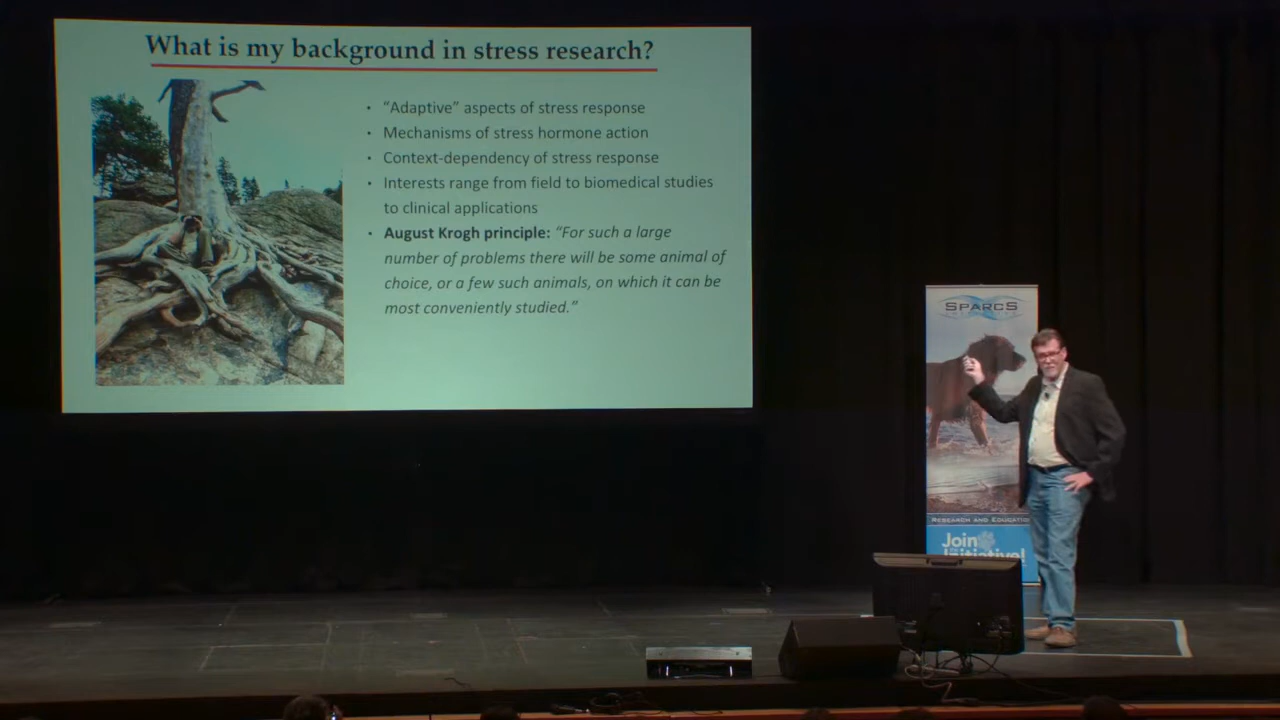 What is my background in stress research?
• "Adaptive" aspects of stress response
• Mechanisms of stress hormone action
• Context-dependency of stress response
• Interests range from field to biomedical studies
to clinical applications
• August Krogh principle: "For such a large
number of problems there will be some animal of
choice, or a few such animals, on which it can be
most conveniently studied."
SPARCS
RESEARCH AND EDUCATIO
Join
Initiative!